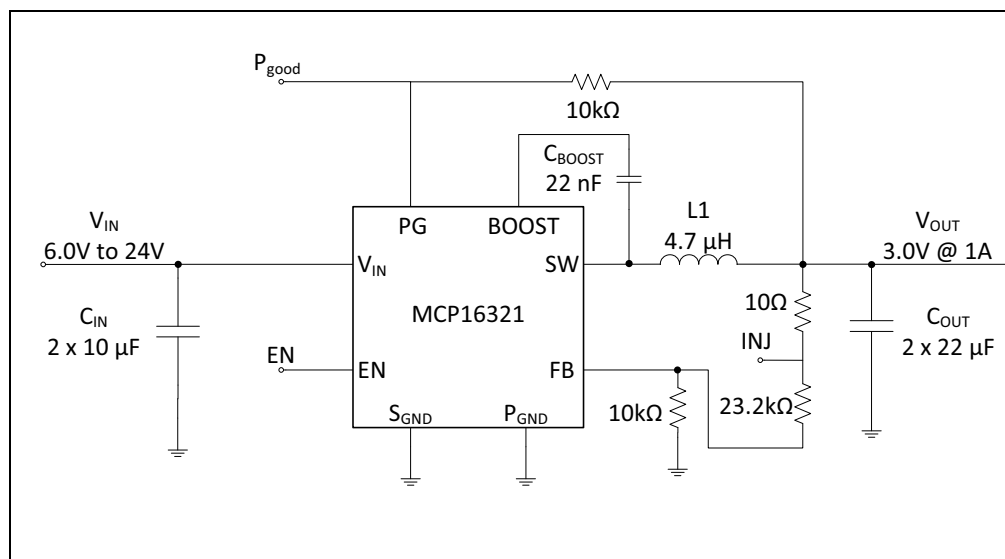 P_good
10kΩ
C_BOOST
22 nF
L1
4.7 µH
V_IN
6.0V to 24V
V_OUT
3.0V @ 1A
PG
BOOST
V_IN
SW
MCP16321
10Ω
INJ
C_IN
2 x 10 µF
C_OUT
2 x 22 µF
EN
EN
FB
10kΩ
23.2kΩ
S_GND
P_GND